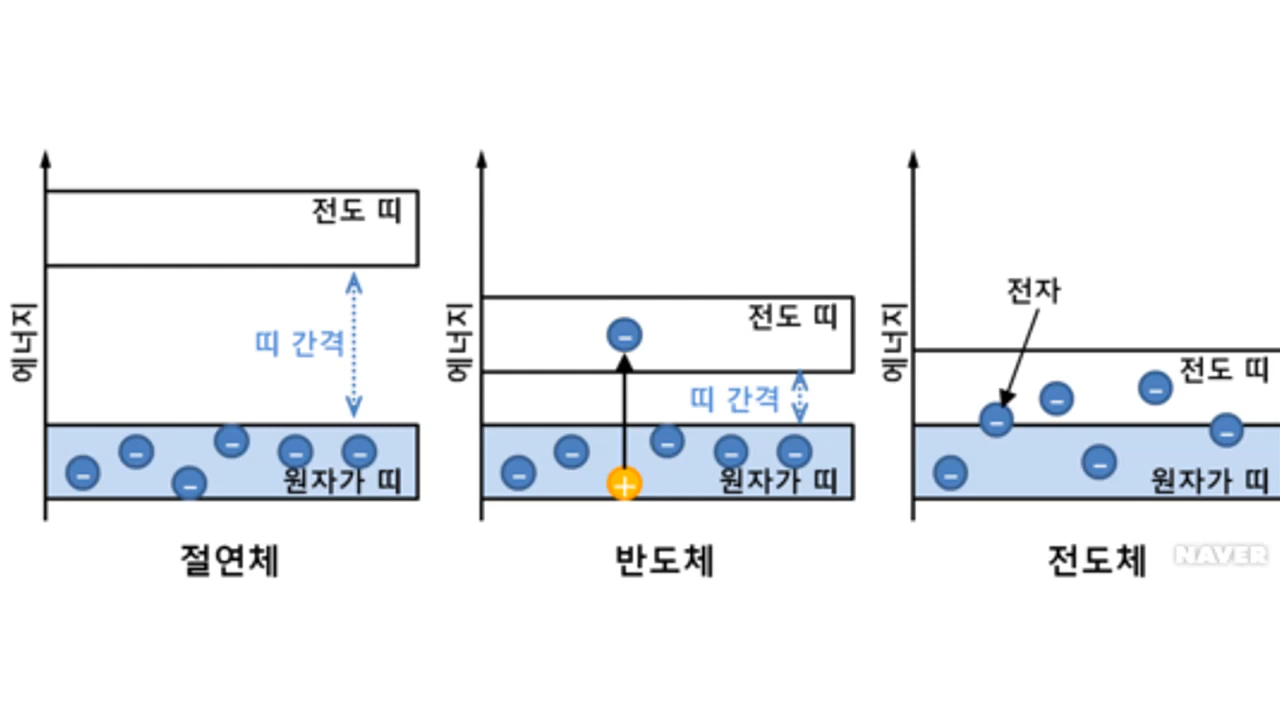 전도 띠
띠 간격
원자가 띠
에너지
절연체
전도 띠
띠 간격
원자가 띠
에너지
반도체
전자
전도 띠
원자가 띠
에너지
전도체
NAVER